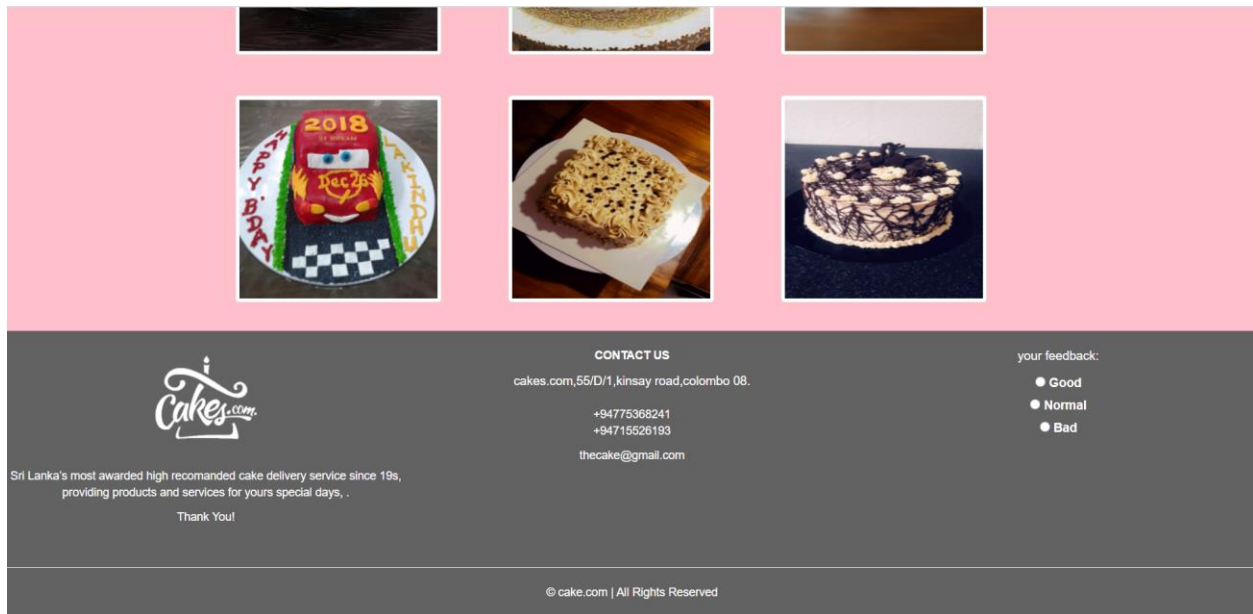 2018
Dec 26
HAPPY.BDAY
LAKINDHU
Cakes.com.
Sri Lanka's most awarded high recomanded cake delivery service since 19s,
providing products and services for yours special days, .
Thank You!
CONTACT US
cakes.com,55/D/1,kinsay road,colombo 08.
+94775368241
+94715526193
thecake@gmail.com
your feedback:
Good
Normal
Bad
© cake.com | All Rights Reserved